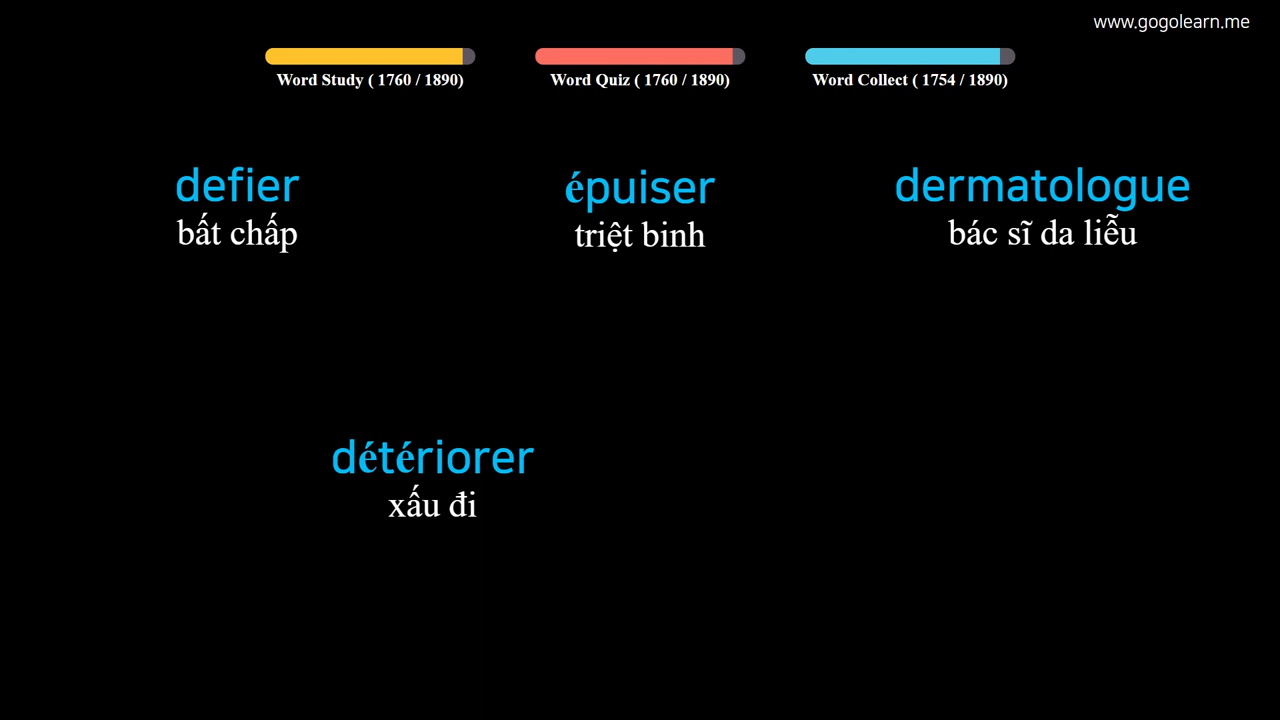 www.gogolearn.me
Word Study ( 1760 / 1890)
Word Quiz ( 1760 / 1890)
Word Collect ( 1754 / 1890)
defier
bất chấp
épuiser
triệt binh
dermatologue
bác sĩ da liễu
détériorer
xấu đi